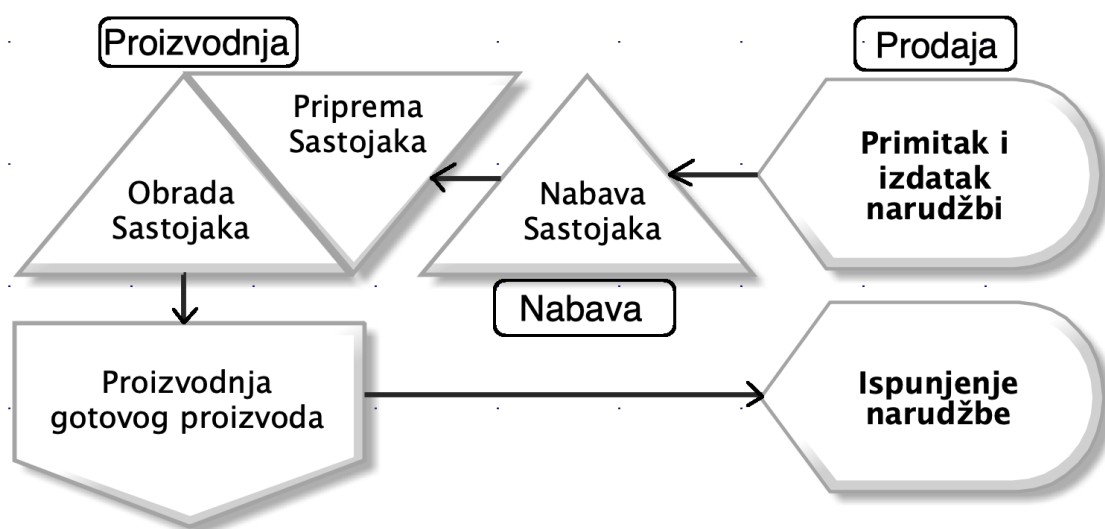 Proizvodnja
Prodaja
Priprema
Sastojaka
Obrada
Sastojaka
Nabava
Sastojaka
Primitak i
izdatak
narudžbi
Nabava
Proizvodnja
gotovog proizvoda
Ispunjenje
narudžbe